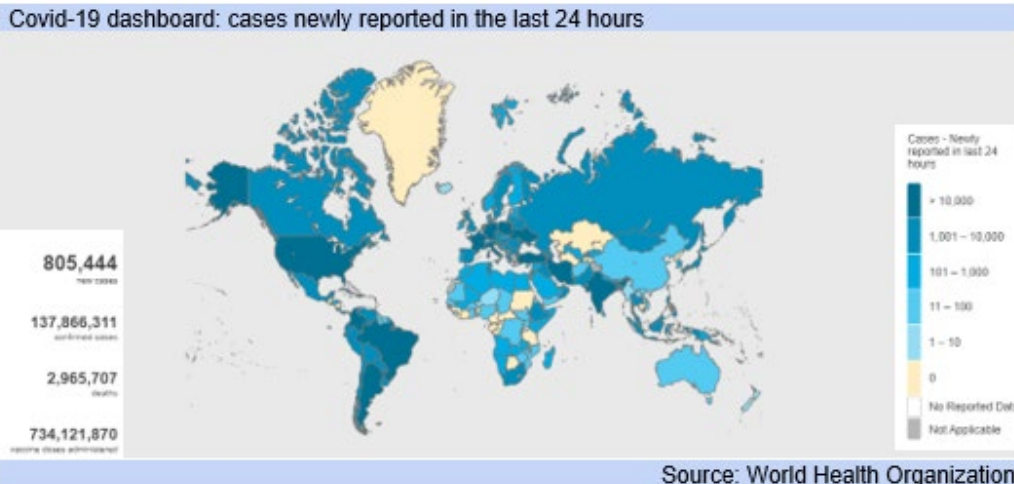 Covid-19 dashboard: cases newly reported in the last 24 hours
805,444
new cases
137,866,311
confirmed cases
2,965,707
deaths
734,121,870
vaccine doses administered
Cases - Newly
reported in last 24
hours
> 10,000
1,001 – 10,000
101 – 1,000
11 – 100
1 – 10
0
No Reported Data
Not Applicable
Source: World Health Organization